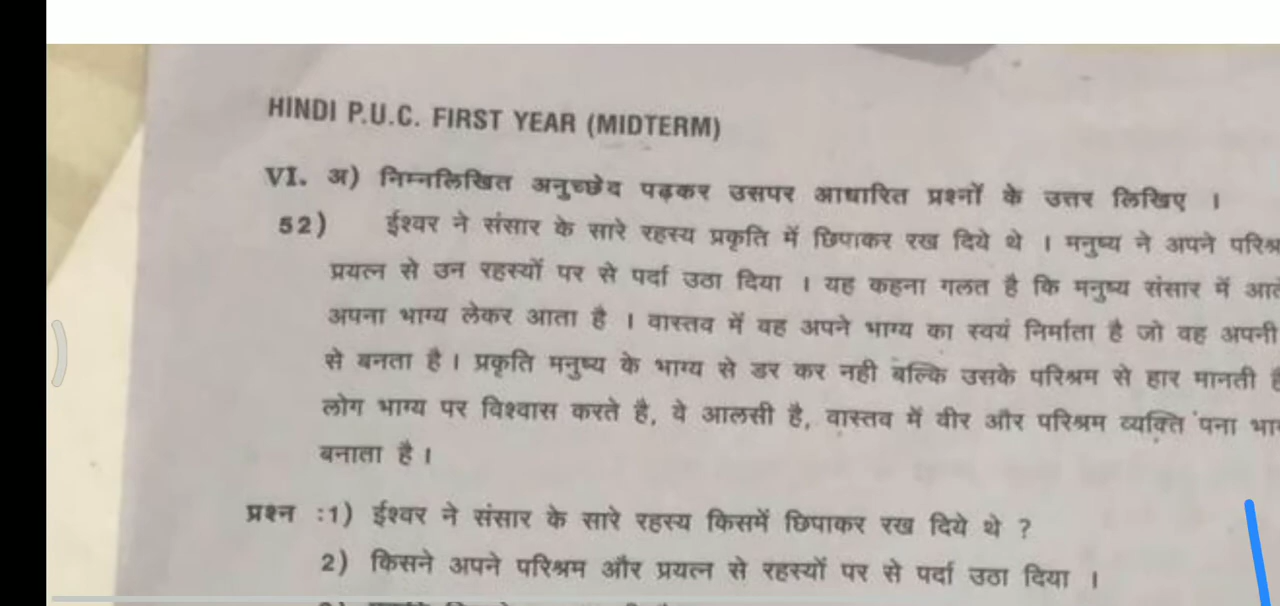 HINDI P.U.C. FIRST YEAR (MIDTERM)
VI. अ) निम्नलिखित अनुच्छेय पढ़कर उसपर आधारित प्रश्नों के उत्तर लिखिए ।
52) ईश्वर ने संसार के सारे रहस्य प्रकृति में छिपाकर रख दिये थे । मनुष्य ने अपने
प्रयत्न से उन रहस्यों पर से पर्दा उठा दिया । यह कहना गलत है कि मनुष्य संसार में
अपना भाग्य लेकर आता है । वास्तव में वह अपने भाग्य का स्वयं निर्माता है जो वह अपनी
से बनता है । प्रकृति मनुष्य के भाग्य से डर कर नही बल्कि उसके परिश्रम से हार मानती
लोग भाग्य पर विश्वास करते है, वे आलसी है, वास्तव में वीर और परिश्रम व्यक्ति पना
बनाता है ।
प्रश्न :1) ईश्वर ने संसार के सारे रहस्य किसमें छिपाकर रख दिये थे ?
2) किसने अपने परिश्रम और प्रयत्न से रहस्यों पर से पर्दा उठा दिया ।